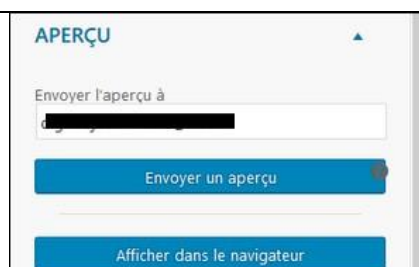 APERÇU
Envoyer l'aperçu à
Envoyer un aperçu
Afficher dans le navigateur